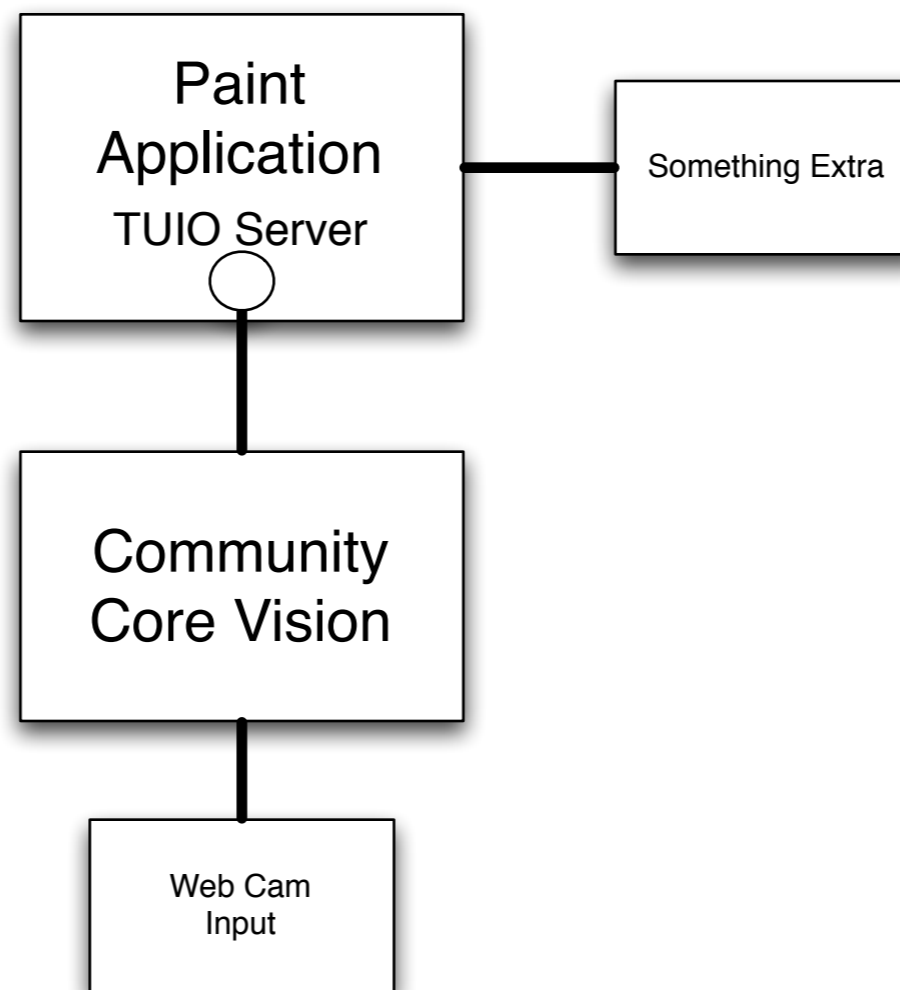 Paint
Application
TUIO Server
Something Extra
Community
Core Vision
Web Cam
Input